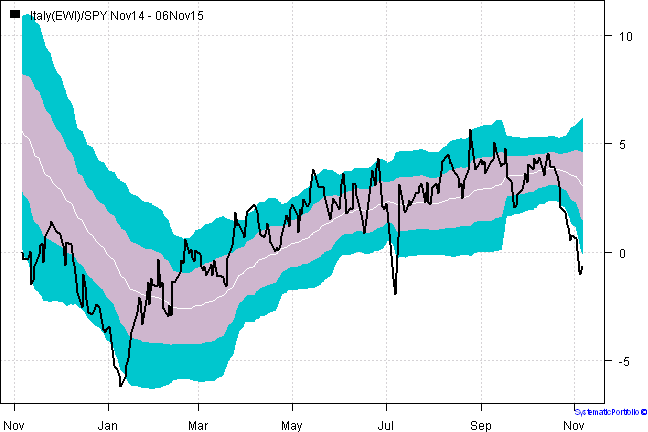 Italy(EWI)/SPY Nov14 - 06Nov15
10
5
0
-5
Nov Jan Mar May Jul Sep Nov
SystematicPortfolio ©